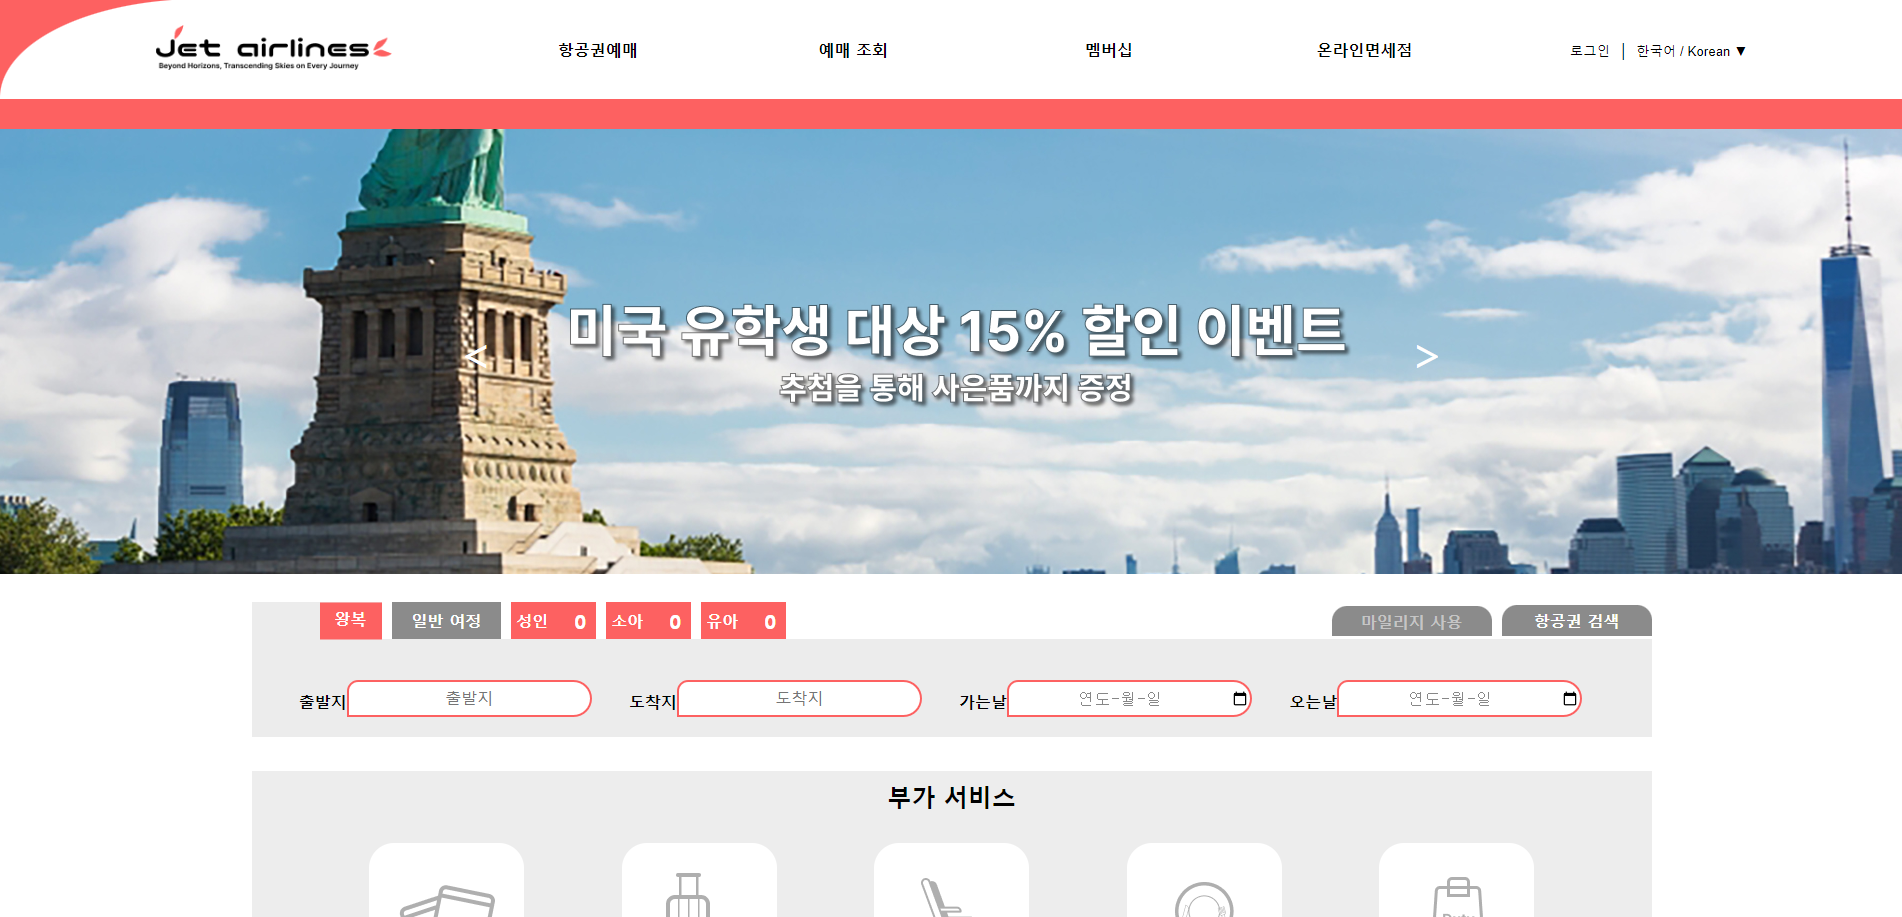 Jet airlines
Beyond Horizons, Transcending Skies on Every Journey
항공권예매
예매 조회
멤버십
온라인면세점
로그인 | 한국어 / Korean ▼
미국 유학생 대상 15% 할인 이벤트
< >
추첨을 통해 사은품까지 증정
왕복 일반 여정 성인 0 소아 0 유아 0 마일리지 사용 항공권 검색
출발지 출발지 도착지 도착지 가는날 연도-월-일 오는날 연도-월-일
부가 서비스